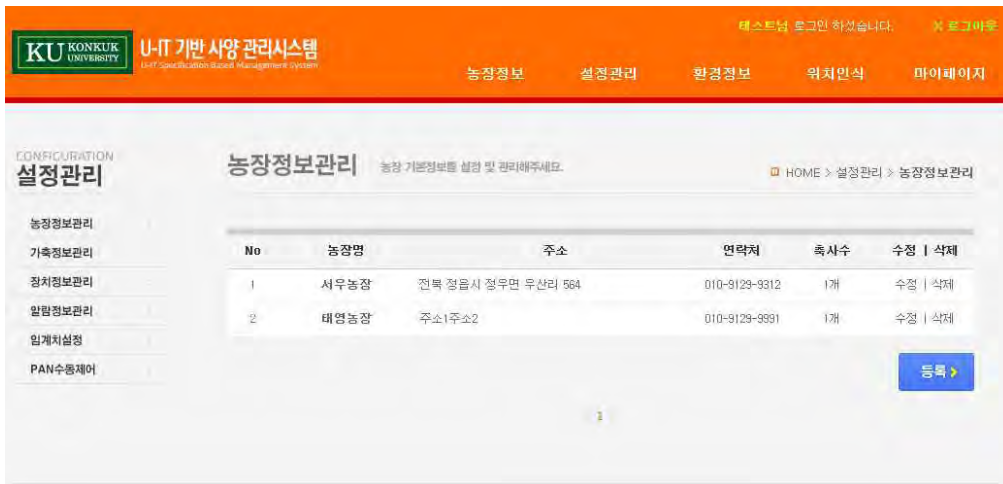 테스트님 로그인 하셨습니다. × 로그아웃
KU KONKUK UNIVERSITY
U-IT 기반 사양 관리시스템
U-IT Specification Based Management System
농장정보 설정관리 환경정보 위치인식 마이페이지
CONFIGURATION
설정관리
농장정보관리
가축정보관리
장치정보관리
알람정보관리
임계치설정
PAN수동제어
농장정보관리 농장 기본정보를 설정 및 관리해주세요.
HOME > 설정관리 > 농장정보관리
No 농장명 주소 연락처 축사수 수정 | 삭제
1 서우농장 전북 정읍시 정우면 우산리 564 010-9129-9312 1개 수정 | 삭제
2 태영농장 주소1주소2 010-9129-9991 1개 수정 | 삭제
등록 >
1